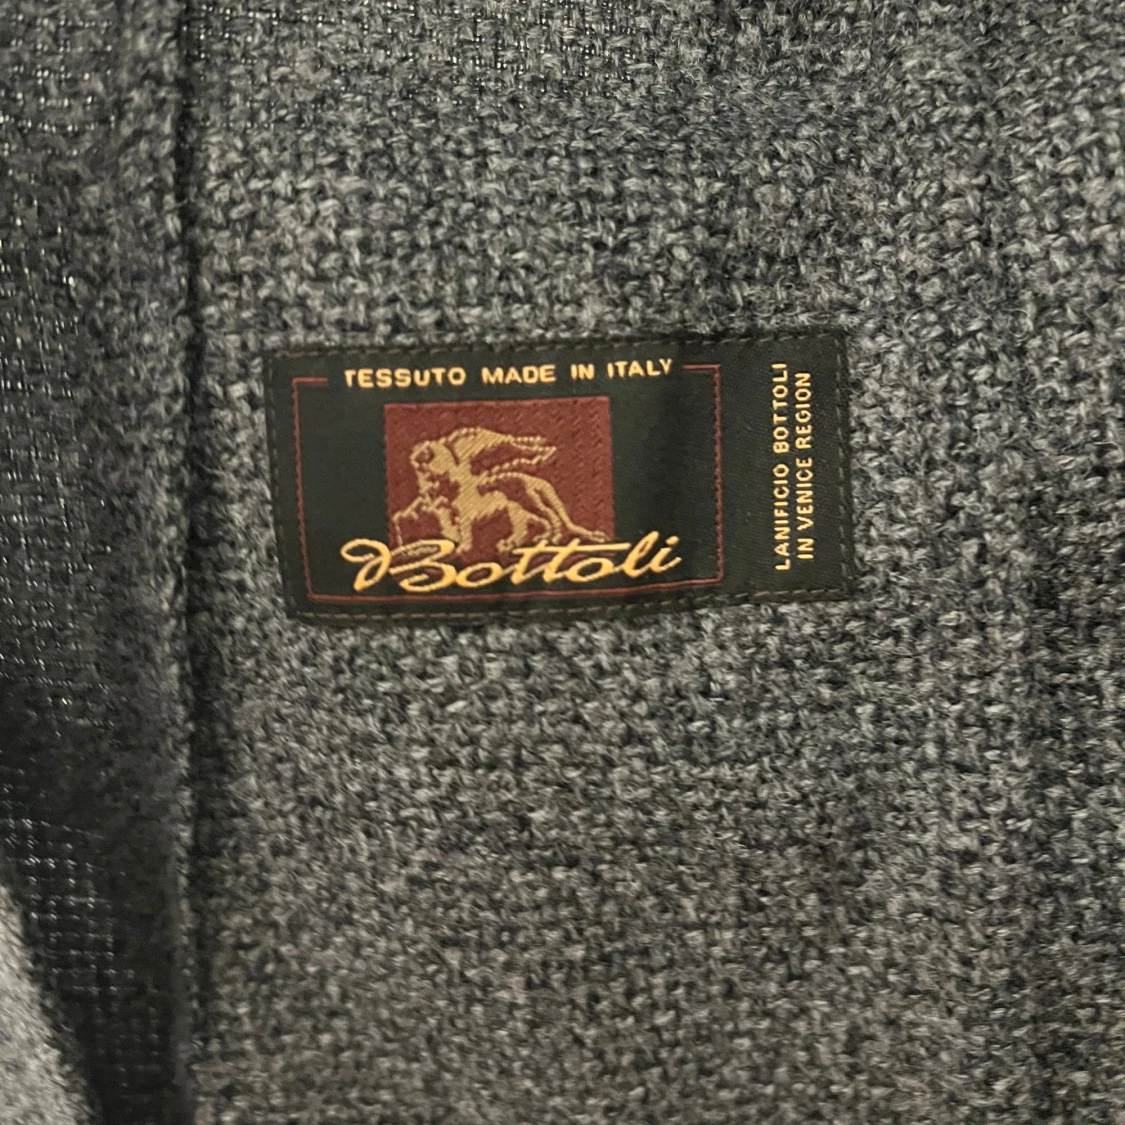 TESSUTO MADE IN ITALY
Bottoli
LANIFICIO BOTTOLI
IN VENICE REGION